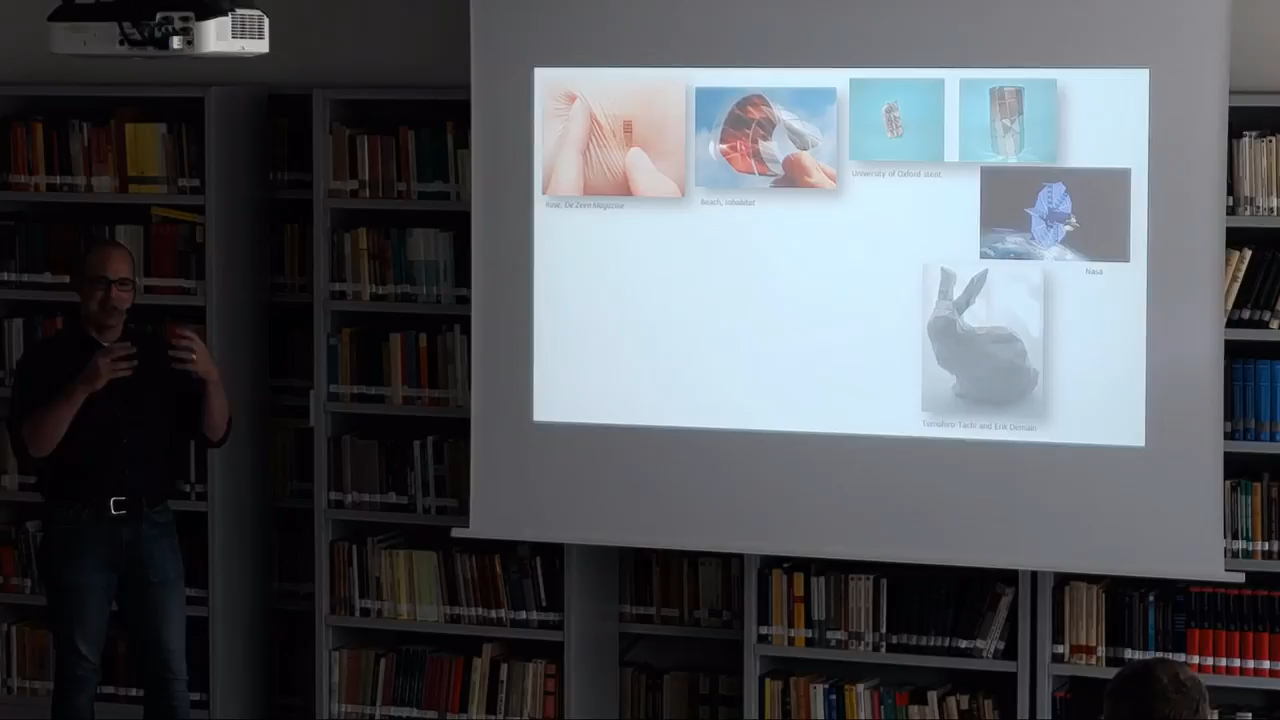 Rose, De Zeen Magazine
Beach, inhabitat
University of Oxford stent
Nasa
Tomohiro Tachi and Erik Demain